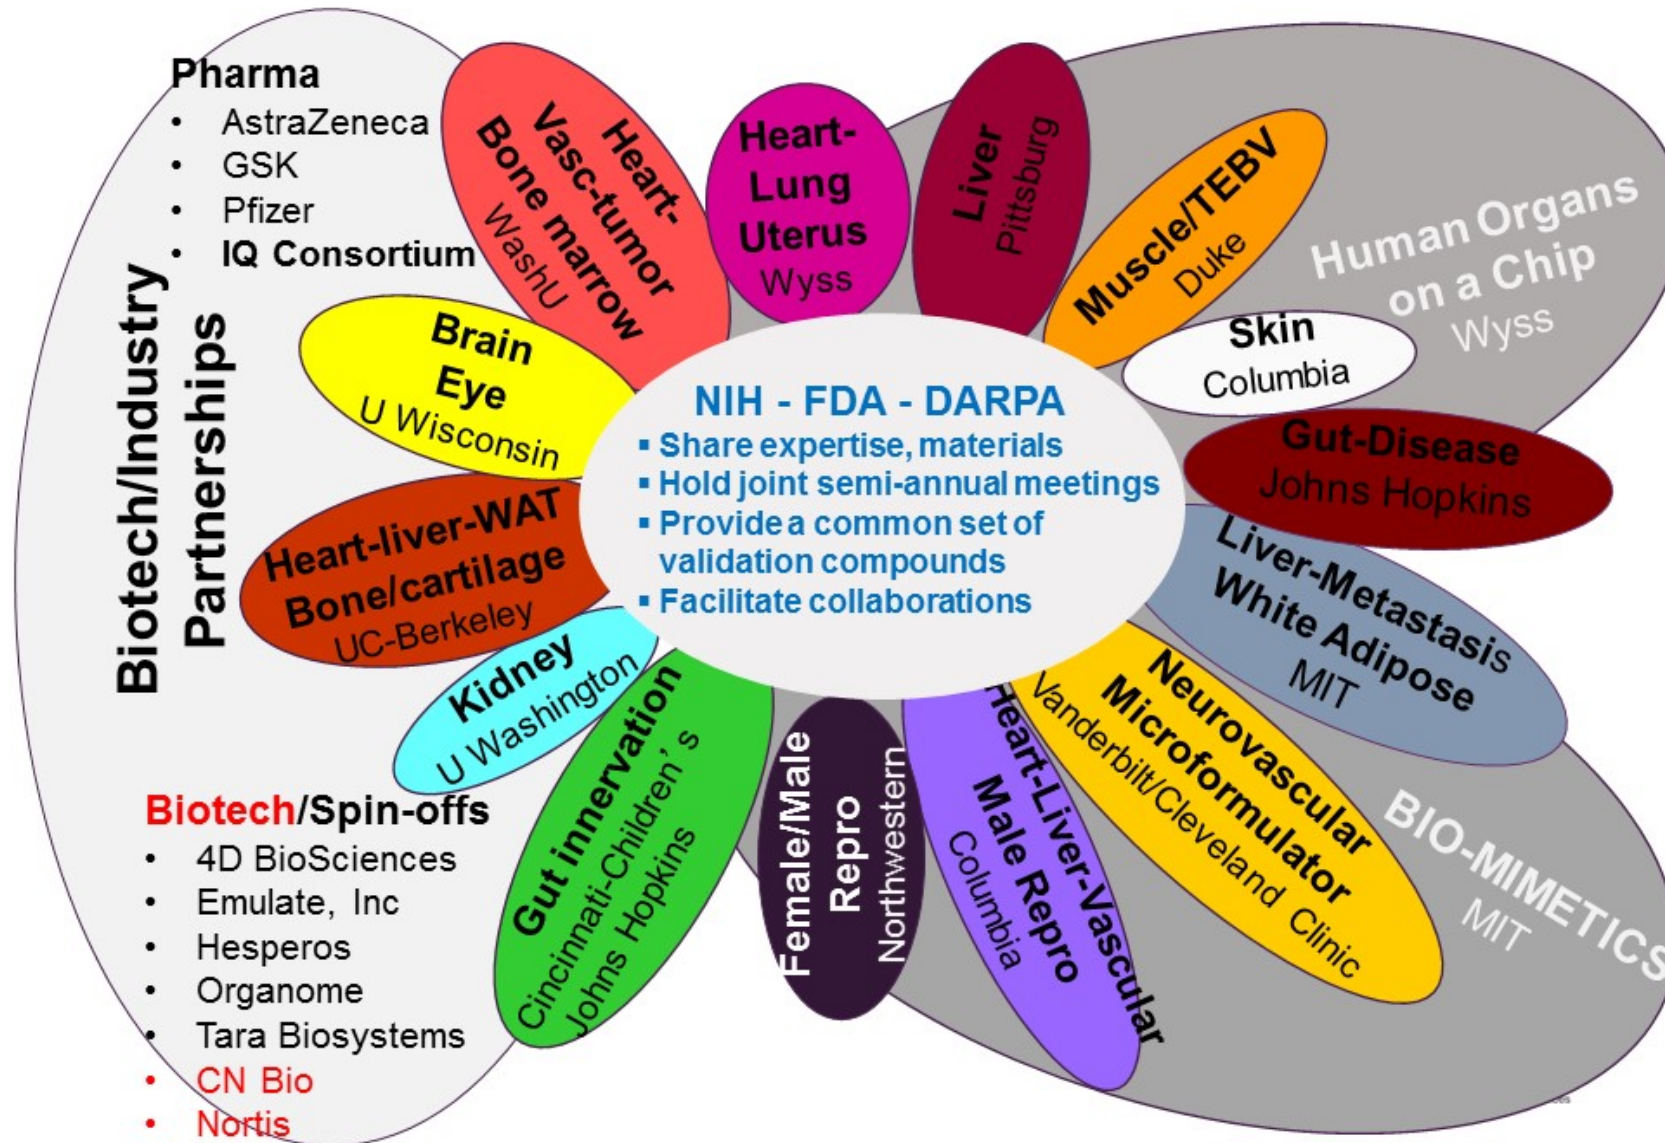 Pharma
• AstraZeneca
• GSK
• Pfizer
• IQ Consortium
Biotech/Industry
Partnerships
Biotech/Spin-offs
• 4D BioSciences
• Emulate, Inc
• Hesperos
• Organome
• Tara Biosystems
• CN Bio
• Nortis
Heart-
Vasc-tumor
Bone marrow
WashU
Heart-
Lung
Uterus
Wyss
Liver
Pittsburg
Muscle/TEBV
Duke
Human Organs
on a Chip
Wyss
Skin
Columbia
Gut-Disease
Johns Hopkins
Liver-Metastasis
White Adipose
MIT
Neurovascular
Microformulator
Vanderbilt/Cleveland Clinic
BIO-MIMETICS
MIT
Heart-Liver-Vascular
Male Repro
Columbia
Female/Male
Repro
Northwestern
Gut innervation
Cincinnati-Children's
Johns Hopkins
Kidney
U Washington
Heart-liver-WAT
Bone/cartilage
UC-Berkeley
Brain
Eye
U Wisconsin
NIH - FDA - DARPA
▪ Share expertise, materials
▪ Hold joint semi-annual meetings
▪ Provide a common set of
validation compounds
▪ Facilitate collaborations